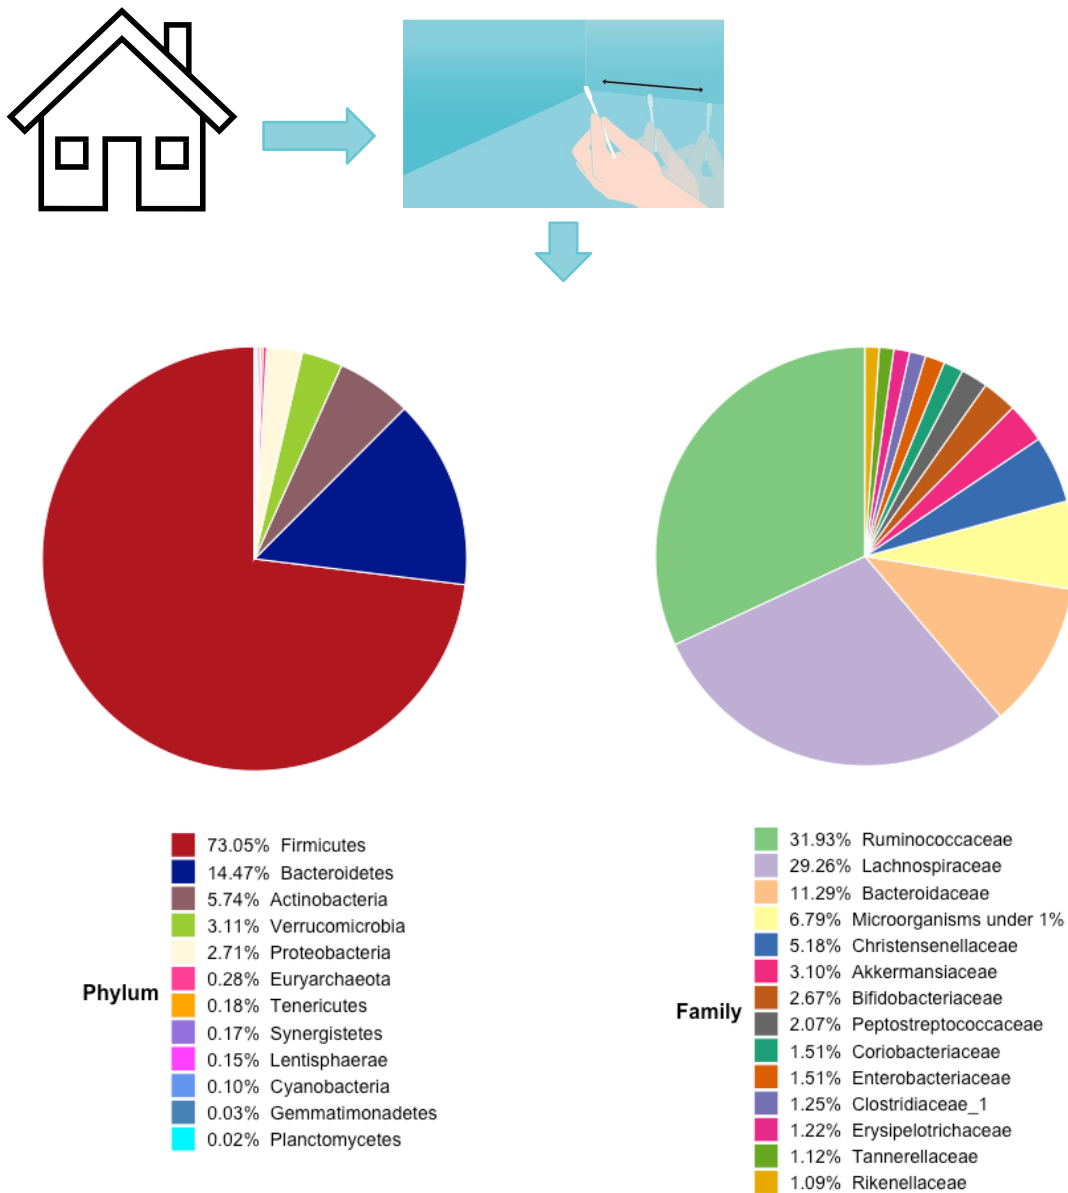 73.05% Firmicutes
14.47% Bacteroidetes
5.74% Actinobacteria
3.11% Verrucomicrobia
2.71% Proteobacteria
Phylum
0.28% Euryarchaeota
0.18% Tenericutes
0.17% Synergistetes
0.15% Lentisphaerae
0.10% Cyanobacteria
0.03% Gemmatimonadetes
0.02% Planctomycetes
31.93% Ruminococcaceae
29.26% Lachnospiraceae
11.29% Bacteroidaceae
6.79% Microorganisms under 1%
5.18% Christensenellaceae
3.10% Akkermansiaceae
2.67% Bifidobacteriaceae
Family
2.07% Peptostreptococcaceae
1.51% Coriobacteriaceae
1.51% Enterobacteriaceae
1.25% Clostridiaceae_1
1.22% Erysipelotrichaceae
1.12% Tannerellaceae
1.09% Rikenellaceae